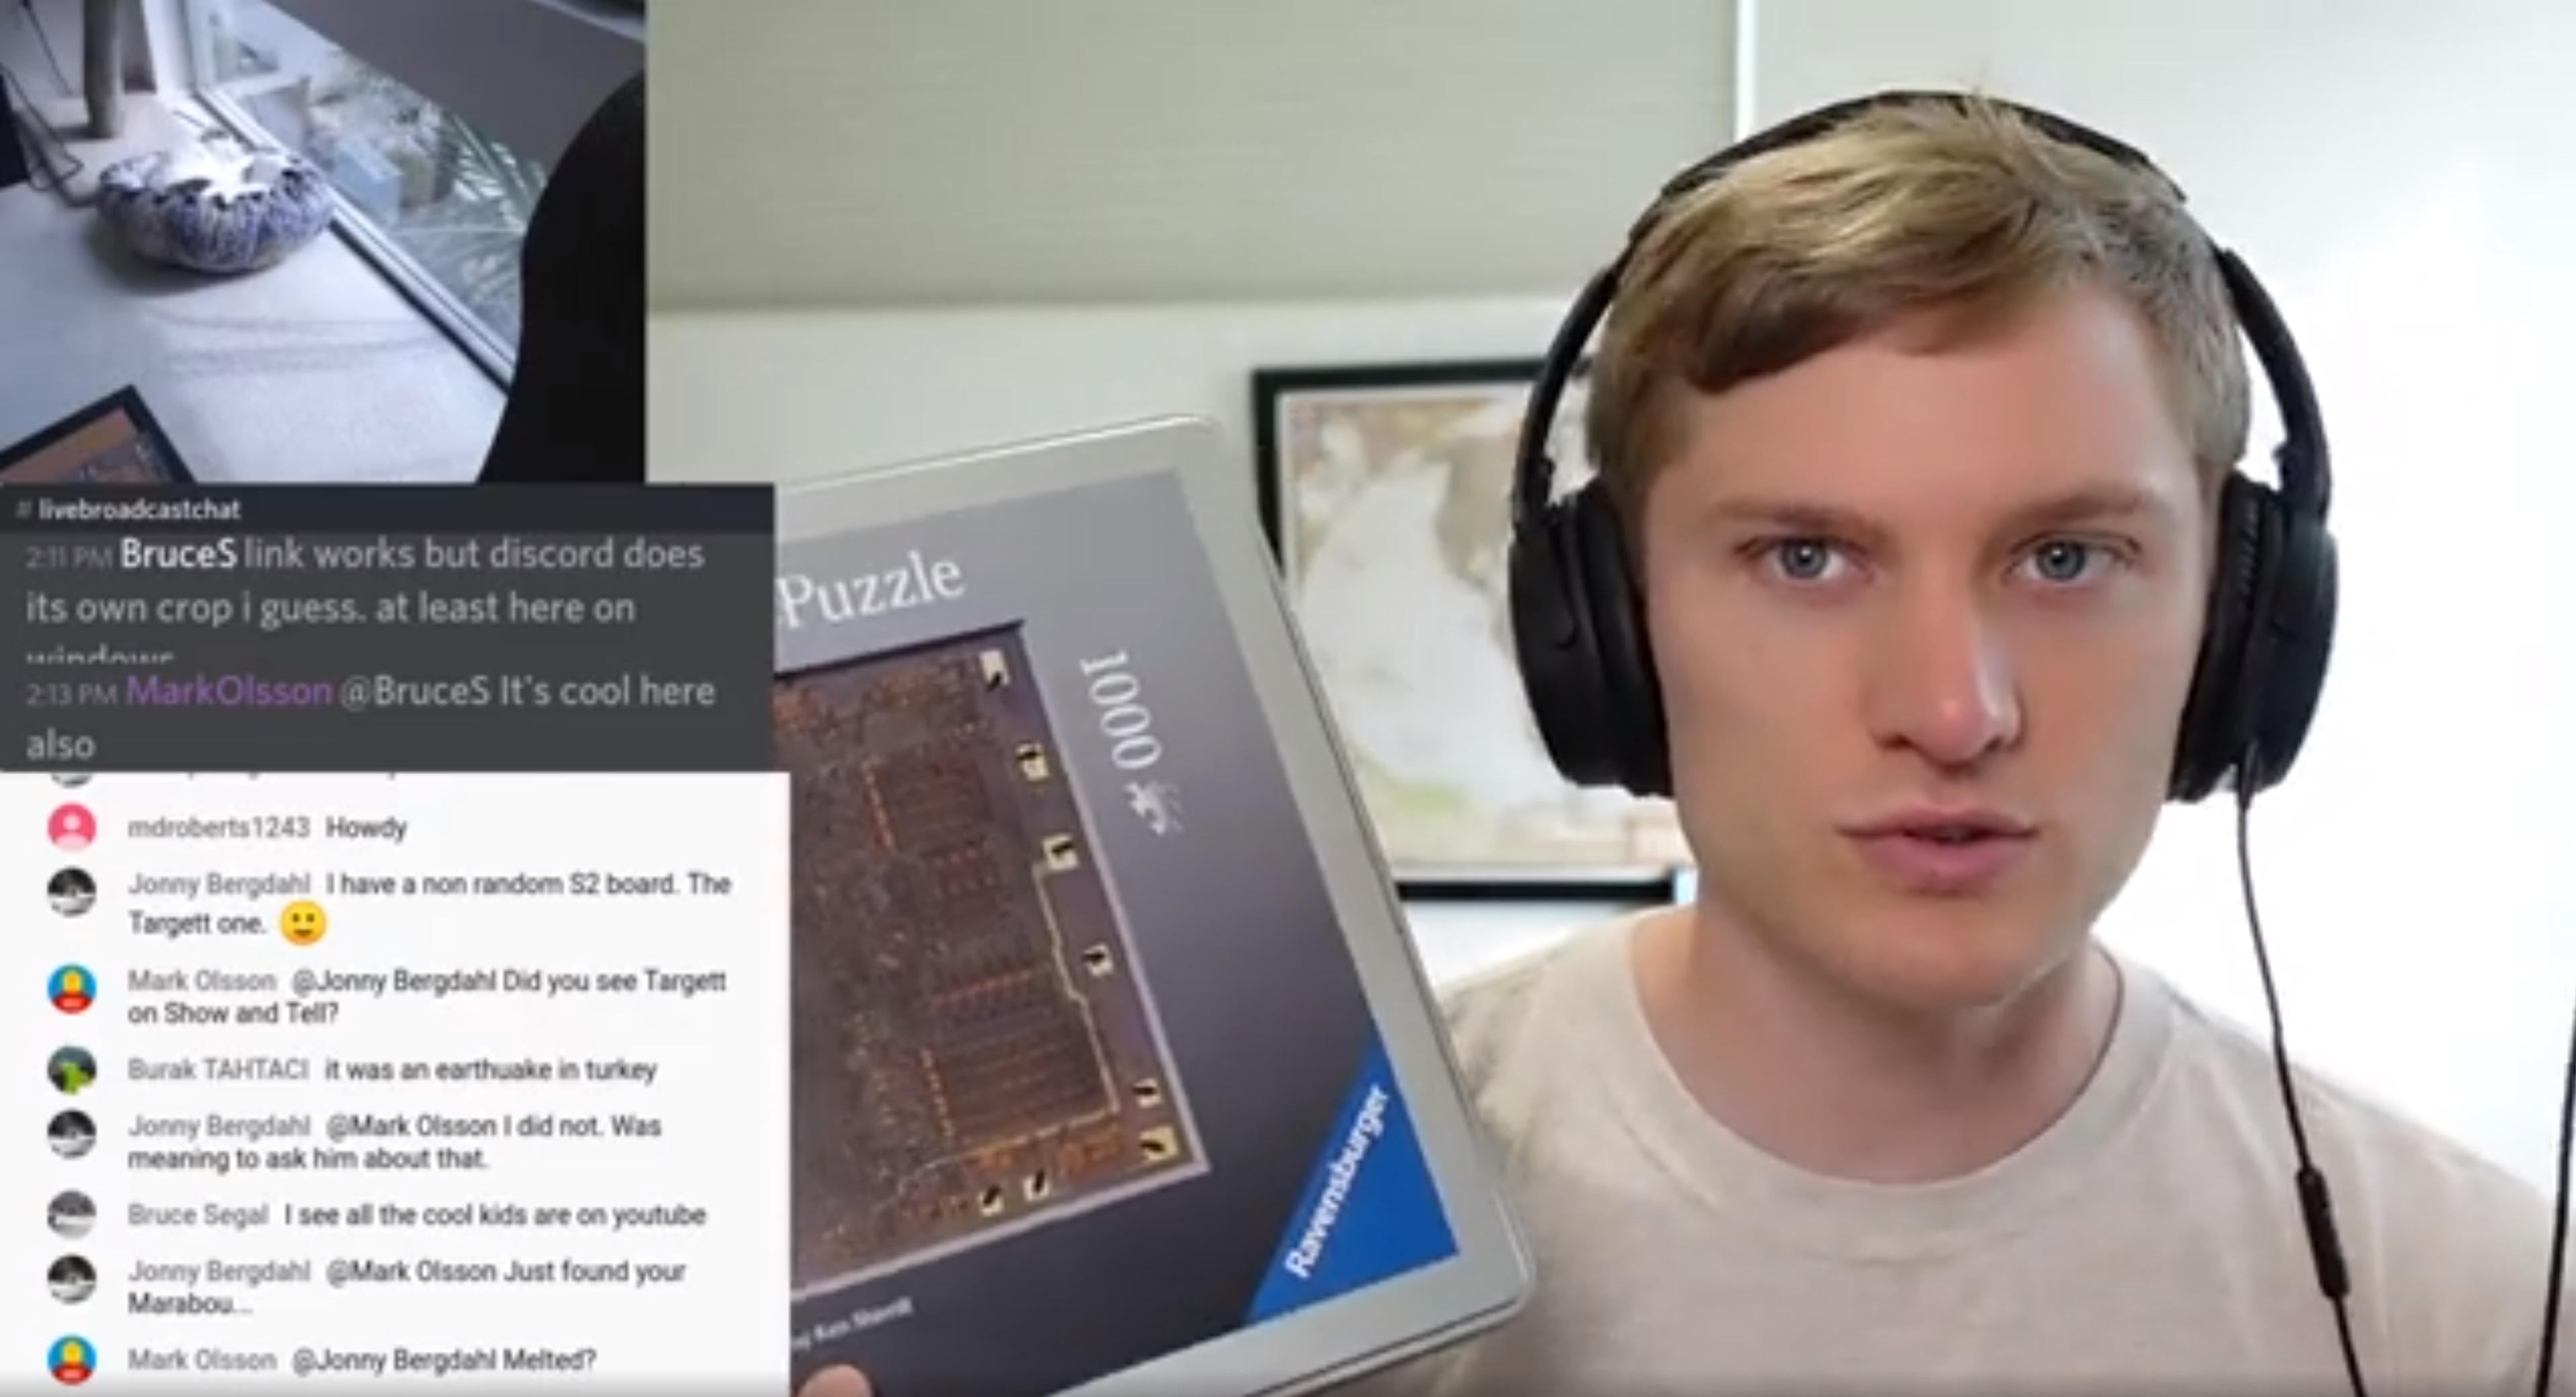 # livebroadcastchat
2:11 PM BruceS link works but discord does
its own crop i guess. at least here on
windows
2:13 PM MarkOlsson @BruceS It's cool here
also
mdroberts1243 Howdy
Jonny Bergdahl I have a non random S2 board. The
Targett one. 🙂
Mark Olsson @Jonny Bergdahl Did you see Targett
on Show and Tell?
Burak TAHTACI it was an earthuake in turkey
Jonny Bergdahl @Mark Olsson I did not. Was
meaning to ask him about that.
Bruce Segal I see all the cool kids are on youtube
Jonny Bergdahl @Mark Olsson Just found your
Marabou...
Mark Olsson @Jonny Bergdahl Melted?
Puzzle
1000
Ravensburger